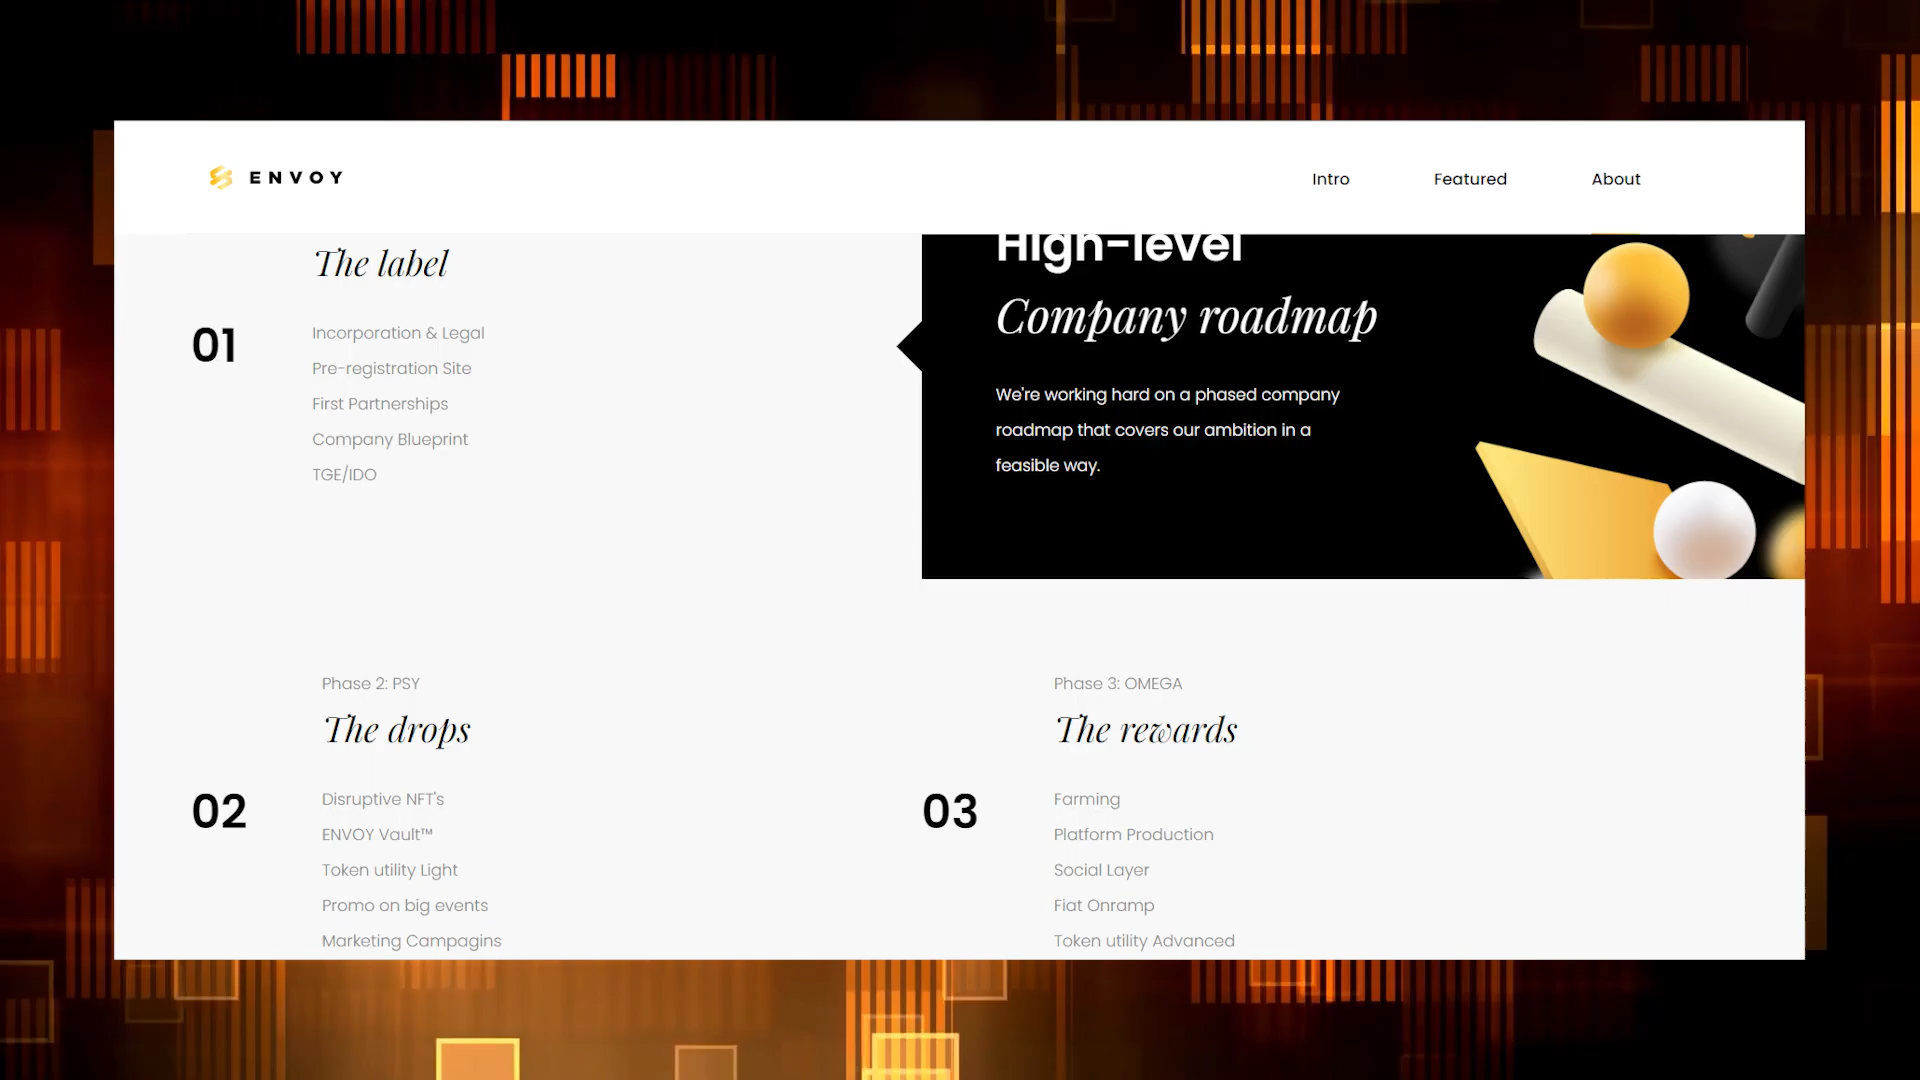 ENVOY
Intro
Featured
About
The label
01
Incorporation & Legal
Pre-registration Site
First Partnerships
Company Blueprint
TGE/IDO
High-level
Company roadmap
We're working hard on a phased company
roadmap that covers our ambition in a
feasible way.
Phase 2: PSY
The drops
02
Disruptive NFT's
ENVOY Vault™
Token utility Light
Promo on big events
Marketing Campagins
Phase 3: OMEGA
The rewards
03
Farming
Platform Production
Social Layer
Fiat Onramp
Token utility Advanced